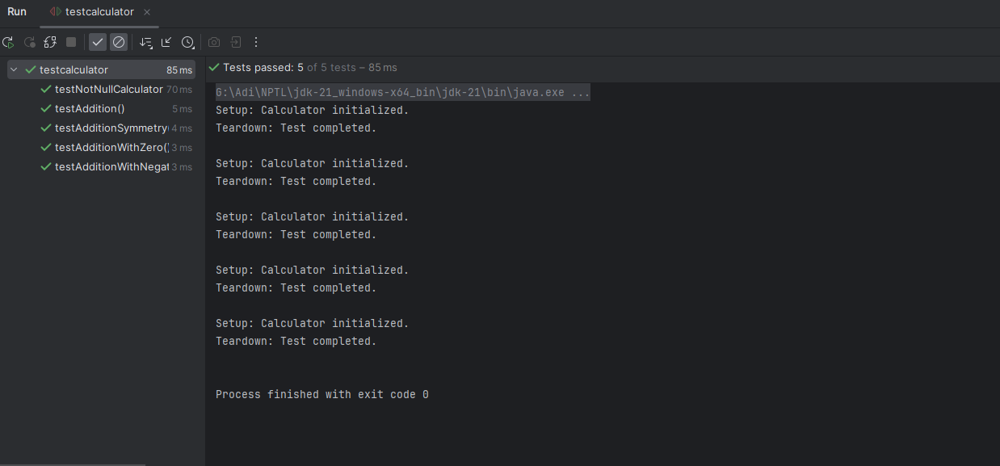 Run testcalculator
testcalculator 85 ms
testNotNullCalculator 70 ms
testAddition() 5 ms
testAdditionSymmetry( 4 ms
testAdditionWithZero() 3 ms
testAdditionWithNegat 3 ms
Tests passed: 5 of 5 tests – 85 ms
G:\Adi\NPTL\jdk-21_windows-x64_bin\jdk-21\bin\java.exe ...
Setup: Calculator initialized.
Teardown: Test completed.
Setup: Calculator initialized.
Teardown: Test completed.
Setup: Calculator initialized.
Teardown: Test completed.
Setup: Calculator initialized.
Teardown: Test completed.
Setup: Calculator initialized.
Teardown: Test completed.
Process finished with exit code 0